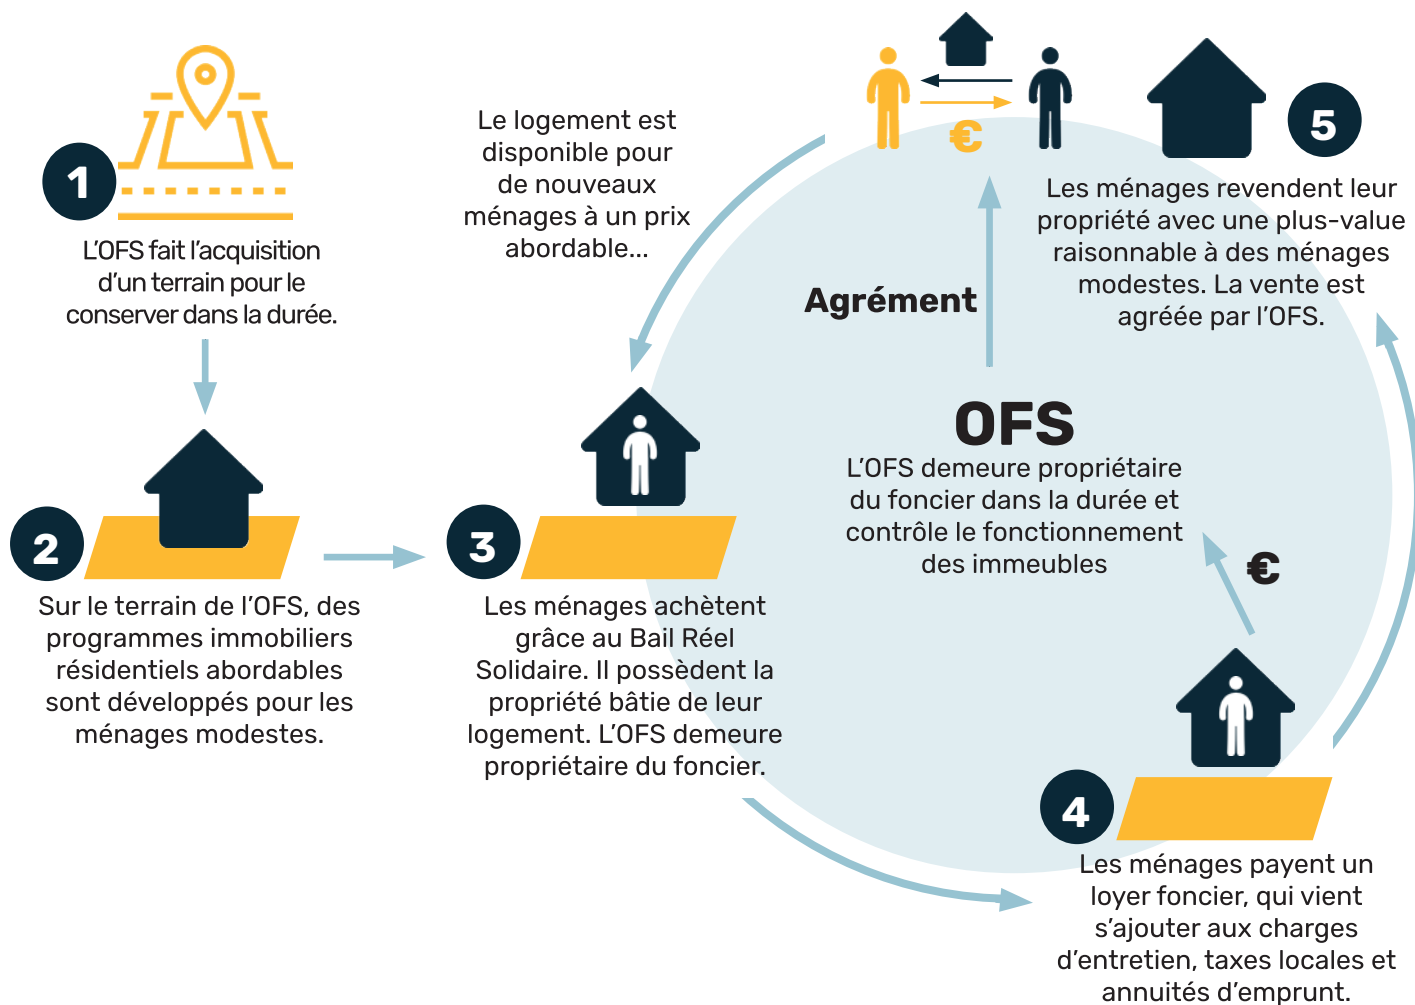 1
L’OFS fait l’acquisition
d’un terrain pour le
conserver dans la durée.
2
Sur le terrain de l’OFS, des
programmes immobiliers
résidentiels abordables
sont développés pour les
ménages modestes.
3
Les ménages achètent
grâce au Bail Réel
Solidaire. Il possèdent la
propriété bâtie de leur
logement. L’OFS demeure
propriétaire du foncier.
4
Les ménages payent un
loyer foncier, qui vient
s’ajouter aux charges
d’entretien, taxes locales et
annuités d’emprunt.
€
OFS
L’OFS demeure propriétaire
du foncier dans la durée et
contrôle le fonctionnement
des immeubles
Agrément
€
5
Les ménages revendent leur
propriété avec une plus-value
raisonnable à des ménages
modestes. La vente est
agréée par l’OFS.
Le logement est
disponible pour
de nouveaux
ménages à un prix
abordable...